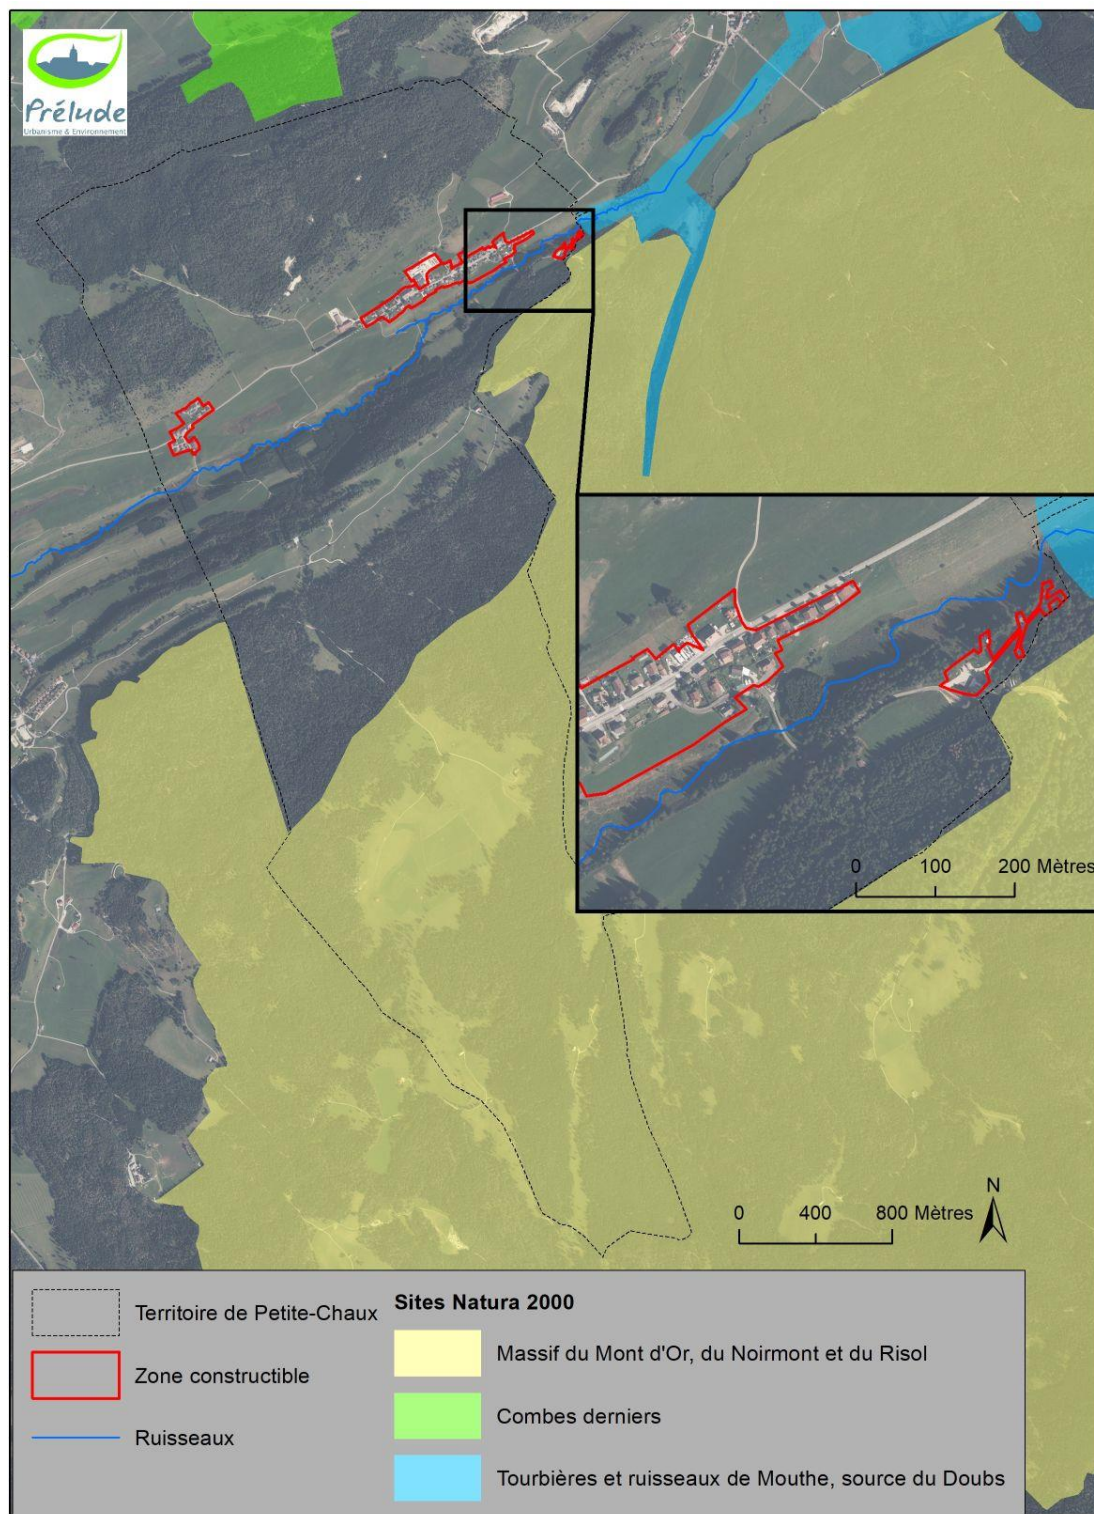 Prélude
Urbanisme & Environnement
0 100 200 Mètres
N
0 400 800 Mètres
Territoire de Petite-Chaux
Zone constructible
Ruisseaux
Sites Natura 2000
Massif du Mont d'Or, du Noirmont et du Risol
Combes derniers
Tourbières et ruisseaux de Mouthe, source du Doubs